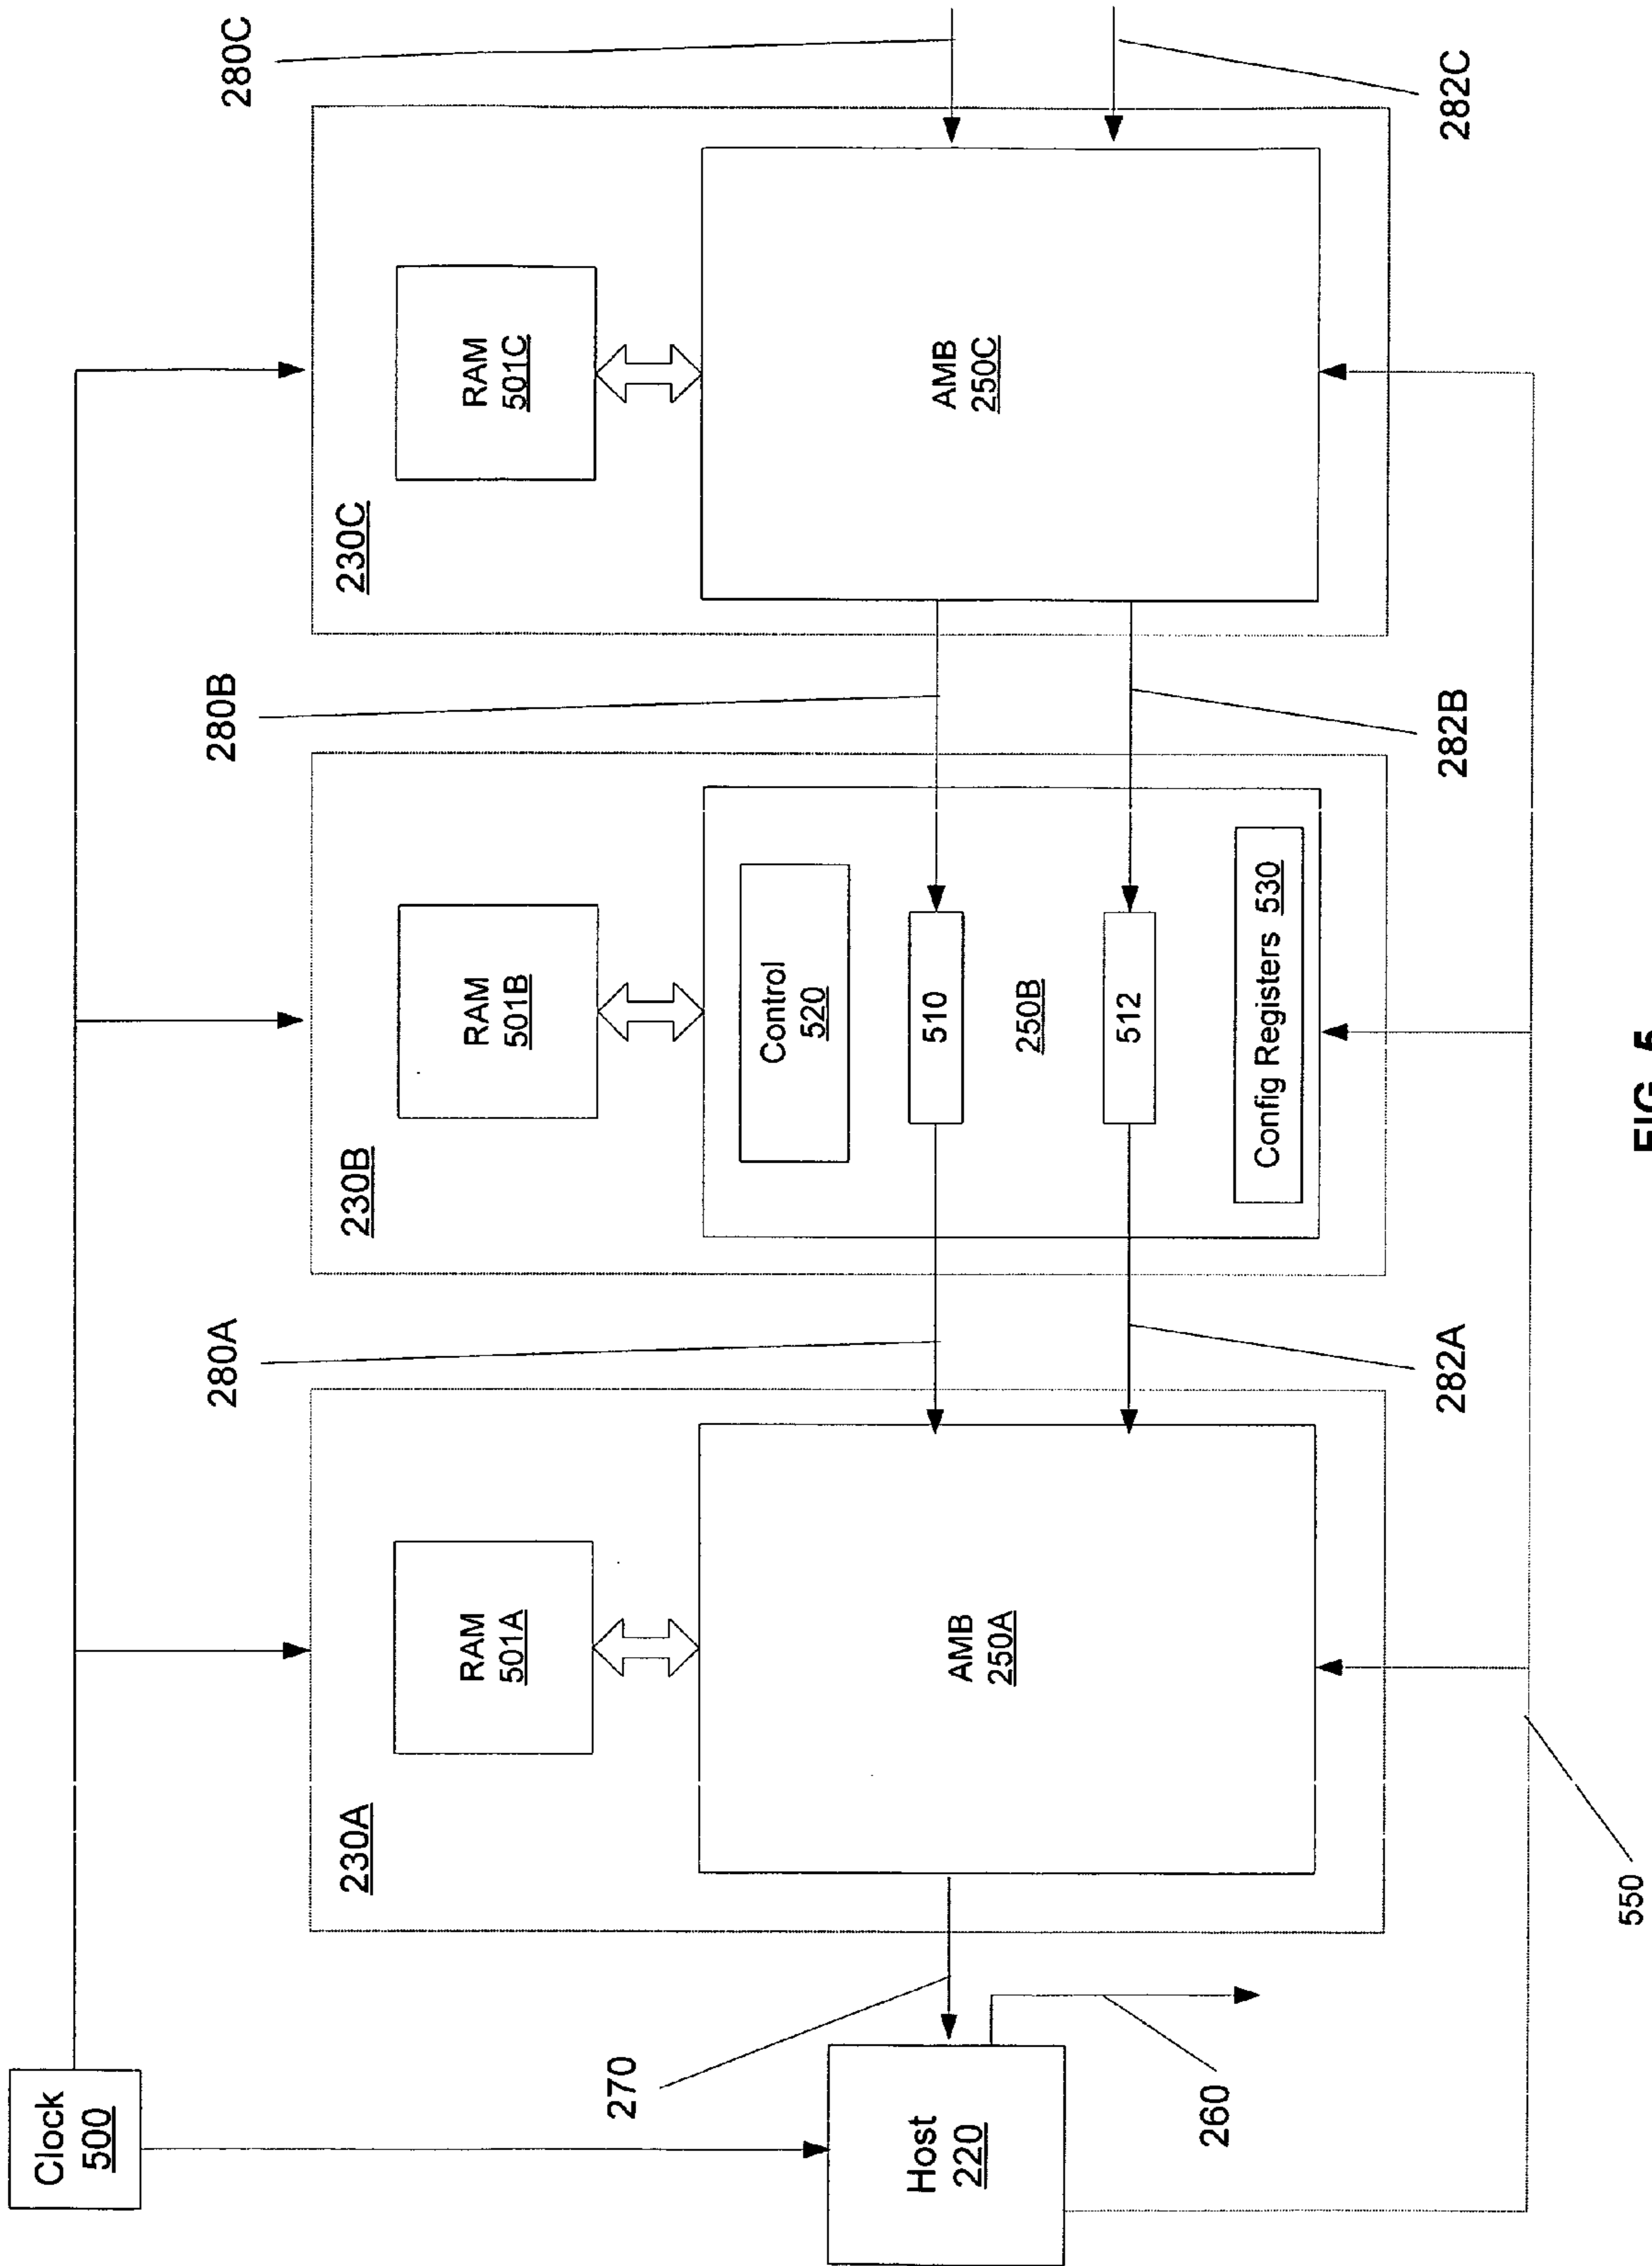 Clock
500
280A
280B
280C
230A
RAM
501A
230B
RAM
501B
230C
RAM
501C
270
Host
220
260
AMB
250A
Control
520
510
250B
512
Config Registers 530
AMB
250C
282A
282B
282C
550
FIG. 5